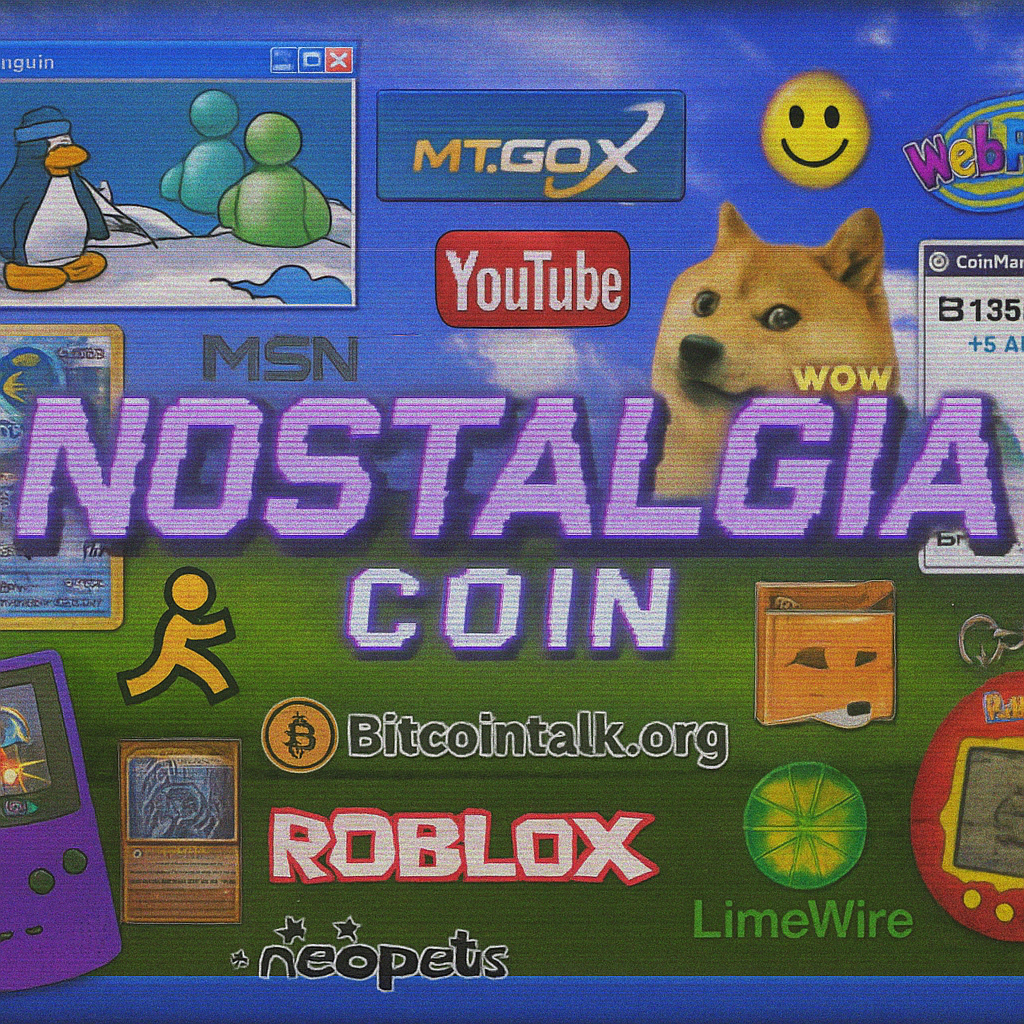 nguin
MT.GOX
WebP
YouTube
CoinMar
B135
+5 A
MSN
WOW
NOSTALGIA
COIN
Bitcointalk.org
ROBLOX
LimeWire
neopets